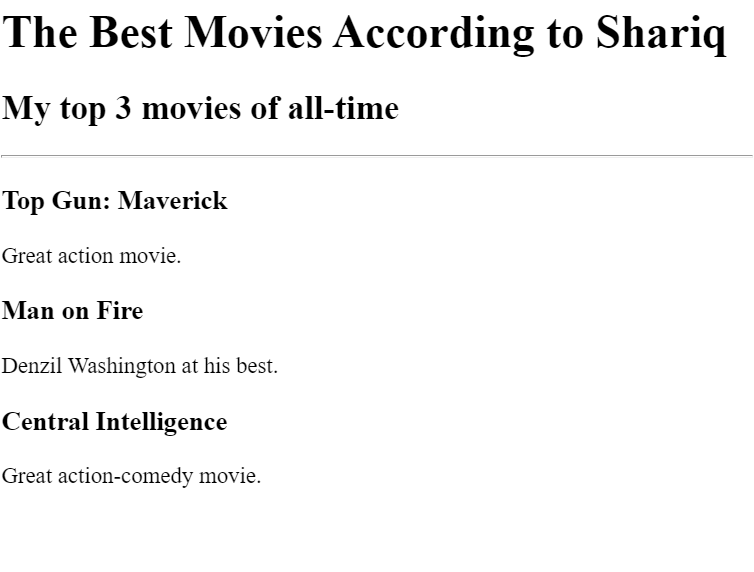 The Best Movies According to Shariq
My top 3 movies of all-time
Top Gun: Maverick
Great action movie.
Man on Fire
Denzil Washington at his best.
Central Intelligence
Great action-comedy movie.